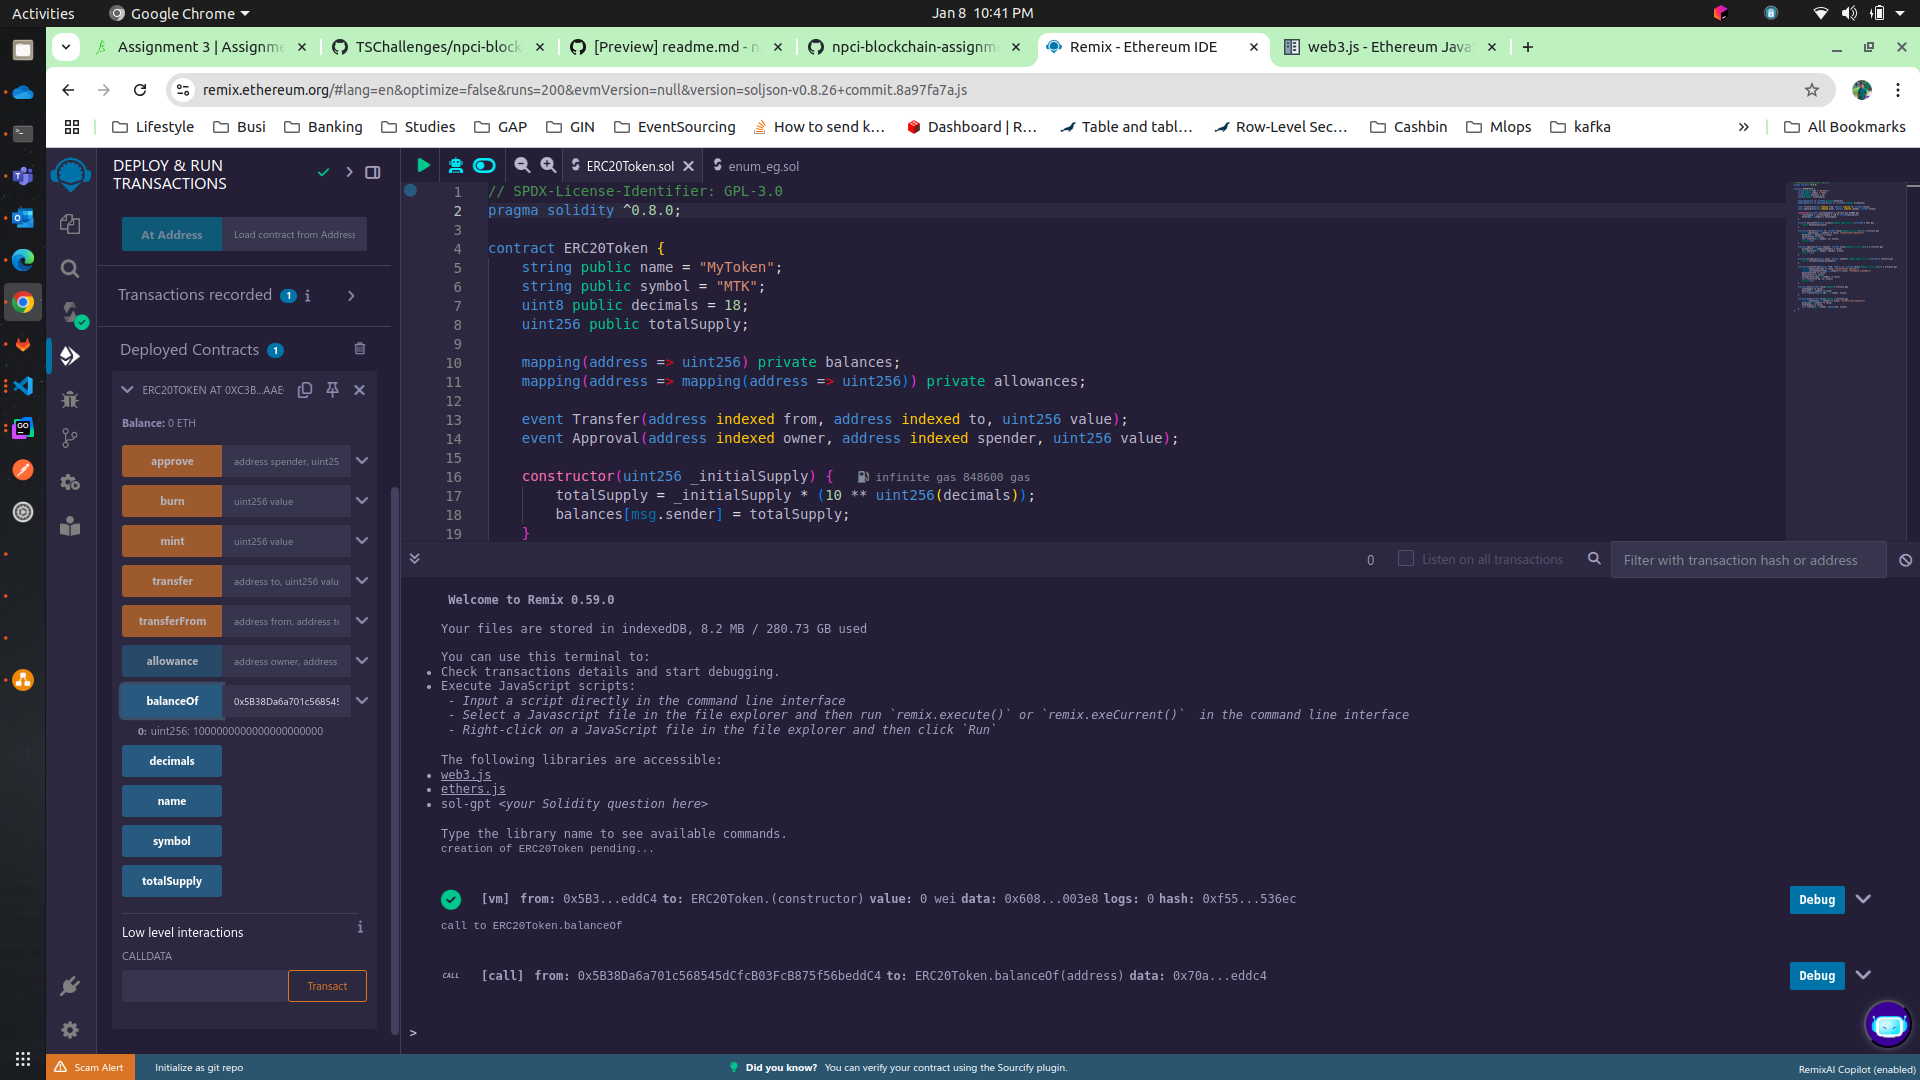 Activities
Google Chrome
Jan 8 10:41 PM
Assignment 3 | Assignme
TSChallenges/npci-block
[Preview] readme.md - n
npci-blockchain-assignm
Remix - Ethereum IDE
web3.js - Ethereum Java
remix.ethereum.org/#lang=en&optimize=false&runs=200&evmVersion=null&version=soljson-v0.8.26+commit.8a97fa7a.js
Lifestyle
Busi
Banking
Studies
GAP
GIN
EventSourcing
How to send k...
Dashboard | R...
Table and tabl...
Row-Level Sec...
Cashbin
Mlops
kafka
All Bookmarks
DEPLOY & RUN
TRANSACTIONS
At Address
Load contract from Address
Transactions recorded 1 i
Deployed Contracts 1
ERC20TOKEN AT 0XC3B...AAE
Balance: 0 ETH
approve
address spender, uint25
burn
uint256 value
mint
uint256 value
transfer
address to, uint256 valu
transferFrom
address from, address to
allowance
address owner, address
balanceOf
0x5B38Da6a701c568545
0: uint256: 1000000000000000000000
decimals
name
symbol
totalSupply
Low level interactions
i
CALLDATA
Transact
ERC20Token.sol
enum_eg.sol
1 // SPDX-License-Identifier: GPL-3.0
2 pragma solidity ^0.8.0;
3
4 contract ERC20Token {
5 string public name = "MyToken";
6 string public symbol = "MTK";
7 uint8 public decimals = 18;
8 uint256 public totalSupply;
9
10 mapping(address => uint256) private balances;
11 mapping(address => mapping(address => uint256)) private allowances;
12
13 event Transfer(address indexed from, address indexed to, uint256 value);
14 event Approval(address indexed owner, address indexed spender, uint256 value);
15
16 constructor(uint256 _initialSupply) { infinite gas 848600 gas
17 totalSupply = _initialSupply * (10 ** uint256(decimals));
18 balances[msg.sender] = totalSupply;
19 }
0
Listen on all transactions
Filter with transaction hash or address
Welcome to Remix 0.59.0
Your files are stored in indexedDB, 8.2 MB / 280.73 GB used
You can use this terminal to:
• Check transactions details and start debugging.
• Execute JavaScript scripts:
- Input a script directly in the command line interface
- Select a Javascript file in the file explorer and then run `remix.execute()` or `remix.exeCurrent()` in the command line interface
- Right-click on a JavaScript file in the file explorer and then click `Run`
The following libraries are accessible:
• web3.js
• ethers.js
• sol-gpt <your Solidity question here>
Type the library name to see available commands.
creation of ERC20Token pending...
[vm] from: 0x5B3...eddC4 to: ERC20Token.(constructor) value: 0 wei data: 0x608...003e8 logs: 0 hash: 0xf55...536ec
Debug
call to ERC20Token.balanceOf
CALL [call] from: 0x5B38Da6a701c568545dCfcB03FcB875f56beddC4 to: ERC20Token.balanceOf(address) data: 0x70a...eddc4
Debug
>
Scam Alert
Initialize as git repo
Did you know? You can verify your contract using the Sourcify plugin.
RemixAI Copilot (enabled)